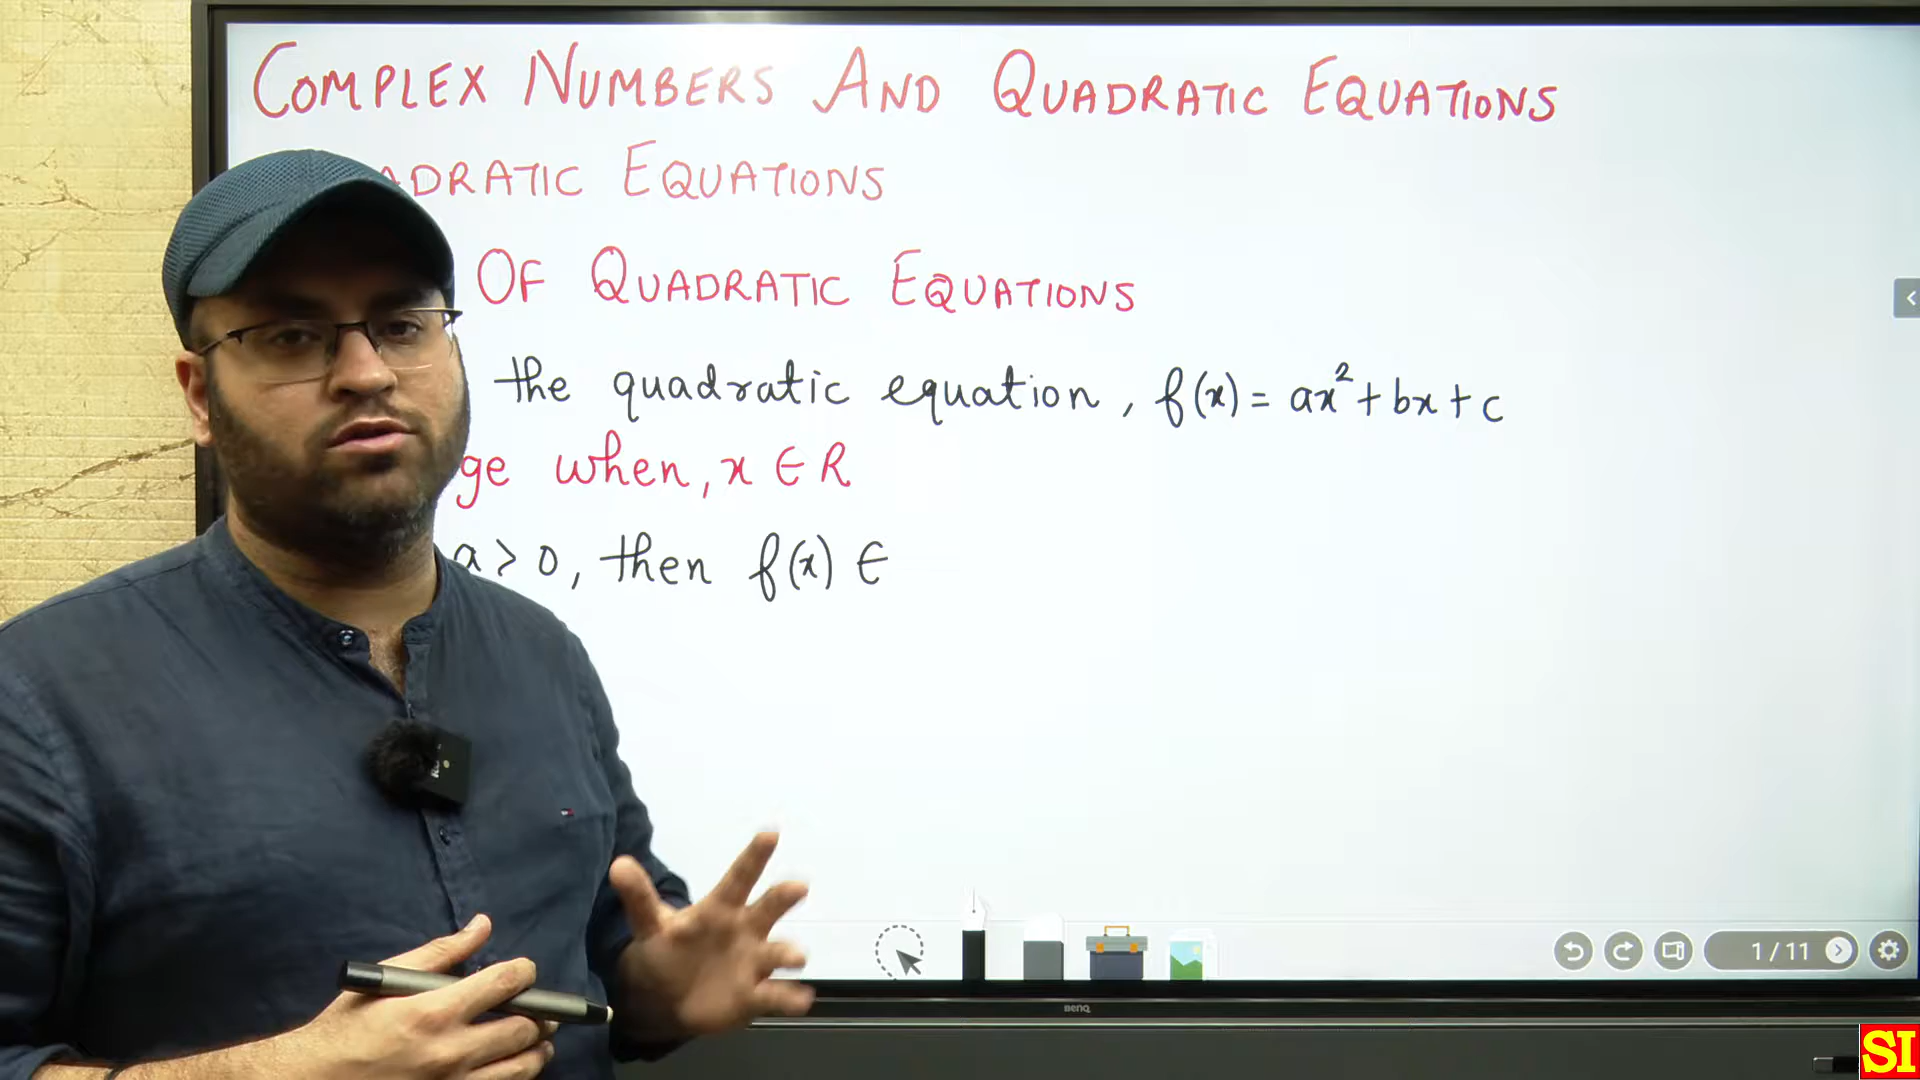 COMPLEX NUMBERS AND QUADRATIC EQUATIONS
ADRATIC EQUATIONS
OF QUADRATIC EQUATIONS
the quadratic equation, f(x) = ax²+bx+c
ge when, x ∈ R
a > 0, then f(x) ∈
1/11
BenQ
SI